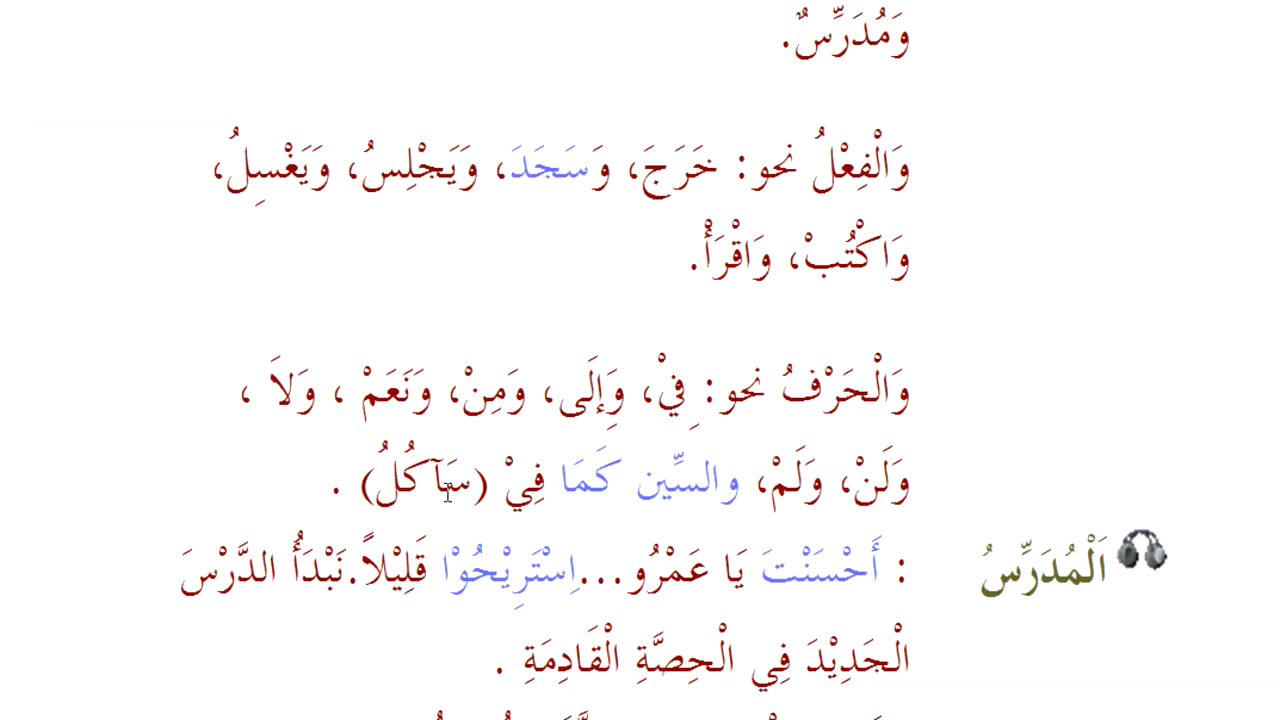 وَمُدَرِّسٌ.
وَالْفِعْلُ نحو: خَرَجَ، وَسَجَدَ، وَيَجْلِسُ، وَيَغْسِلُ،
وَاكْتُبْ، وَاقْرَأْ.
وَالْحَرْفُ نحو: فِيْ، وَإِلَى، وَمِنْ، وَنَعَمْ ، وَلاَ ،
وَلَنْ، وَلَمْ، والسِّين كَمَا فِيْ (سَآكُلُ) .
اَلْمُدَرِّسُ : أَحْسَنْتَ يَا عَمْرُو...اِسْتَرِيْحُوْا قَلِيْلاً.نَبْدَأُ الدَّرْسَ
الْجَدِيْدَ فِي الْحِصَّةِ الْقَادِمَةِ .